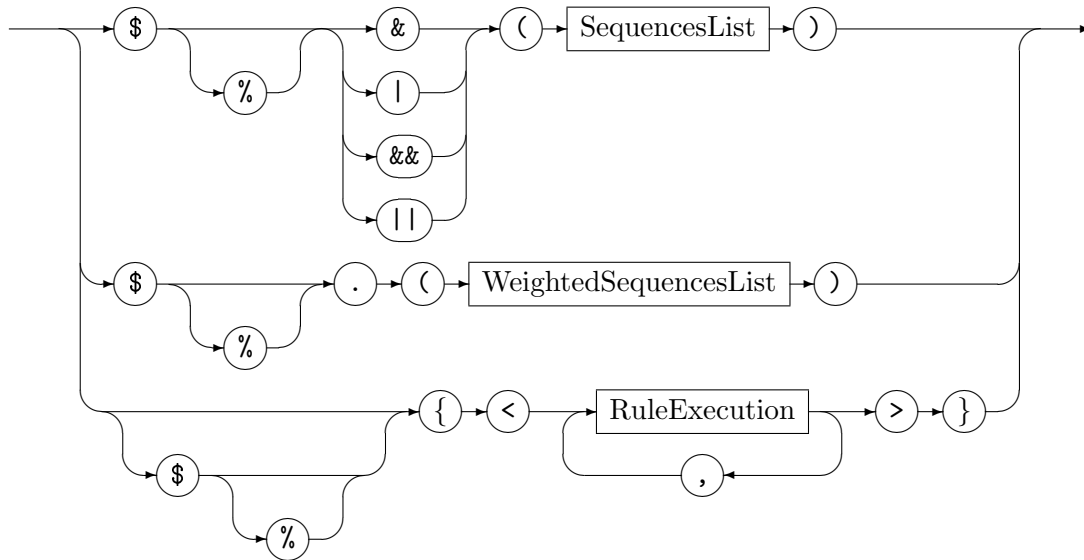 $ & ( SequencesList )
% |
&&
||
$ . ( WeightedSequencesList )
%
{ < RuleExecution > }
$ ,
%